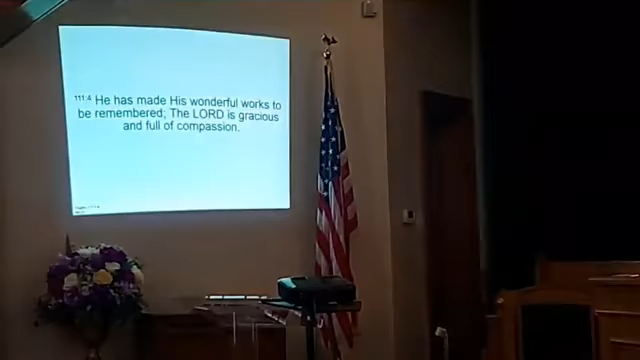 111:4 He has made His wonderful works to
be remembered; The LORD is gracious
and full of compassion.